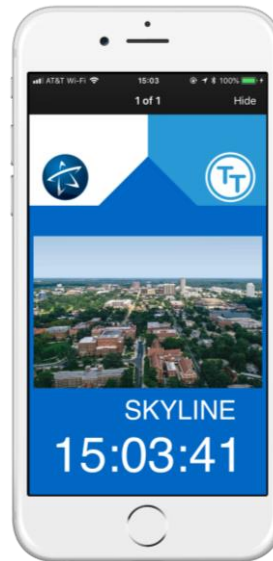 AT&T Wi-Fi 15:03 100%
1 of 1 Hide
TT
SKYLINE
15:03:41